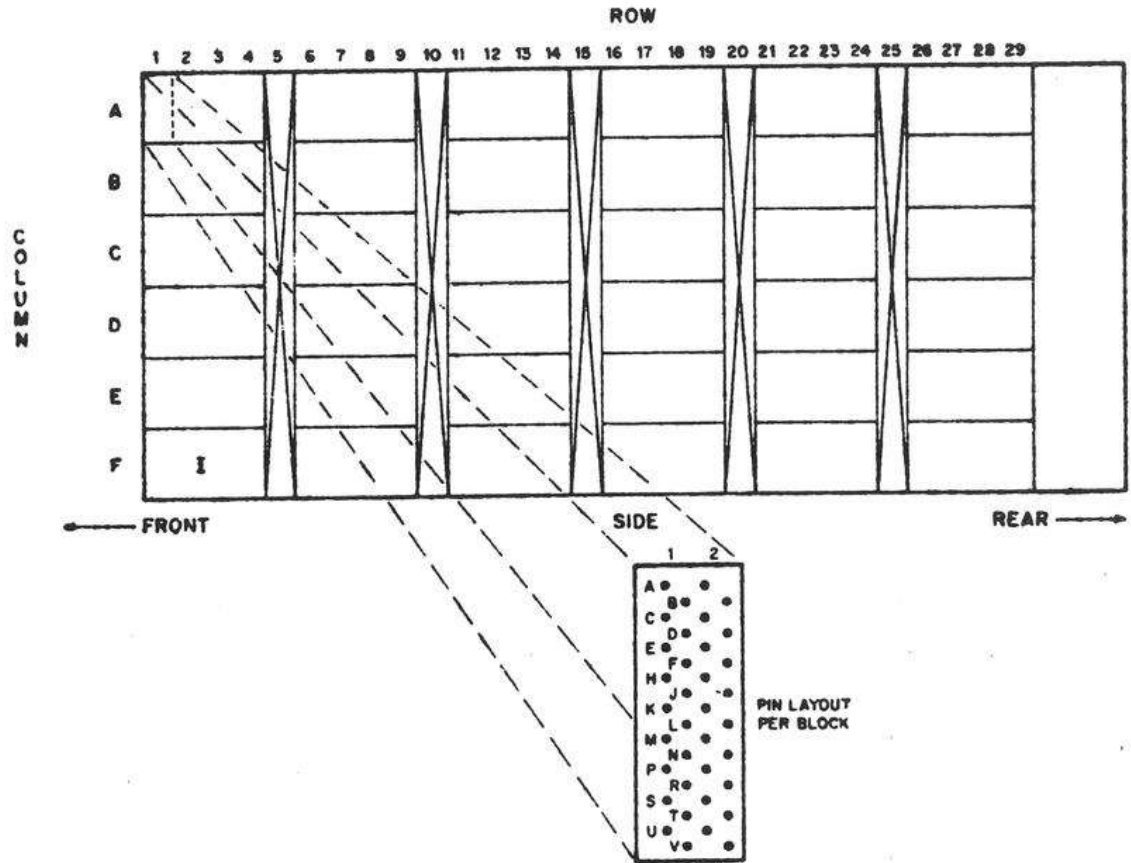 ROW
1 2 3 4 5 6 7 8 9 10 11 12 13 14 15 16 17 18 19 20 21 22 23 24 25 26 27 28 29
COLUMN
A
B
C
D
E
F I
FRONT SIDE REAR
1 2
A
B
C
D
E
F
H
J
K
L
M
N
P
R
S
T
U
V
PIN LAYOUT
PER BLOCK